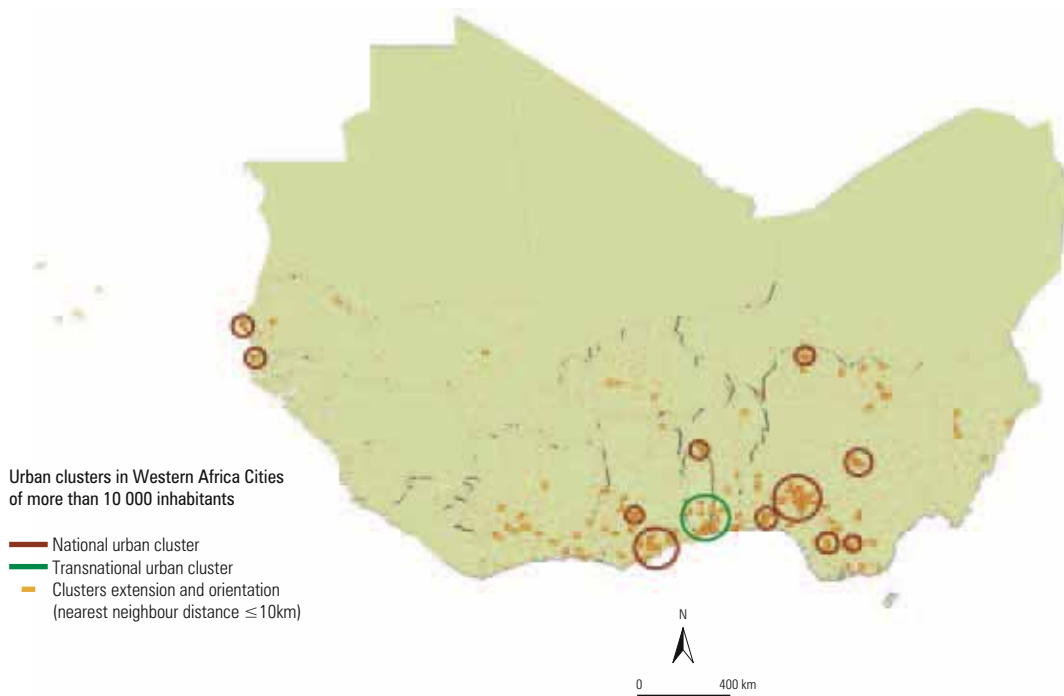 Urban clusters in Western Africa Cities
of more than 10 000 inhabitants
National urban cluster
Transnational urban cluster
Clusters extension and orientation
(nearest neighbour distance ≤10km)
N
0 400 km